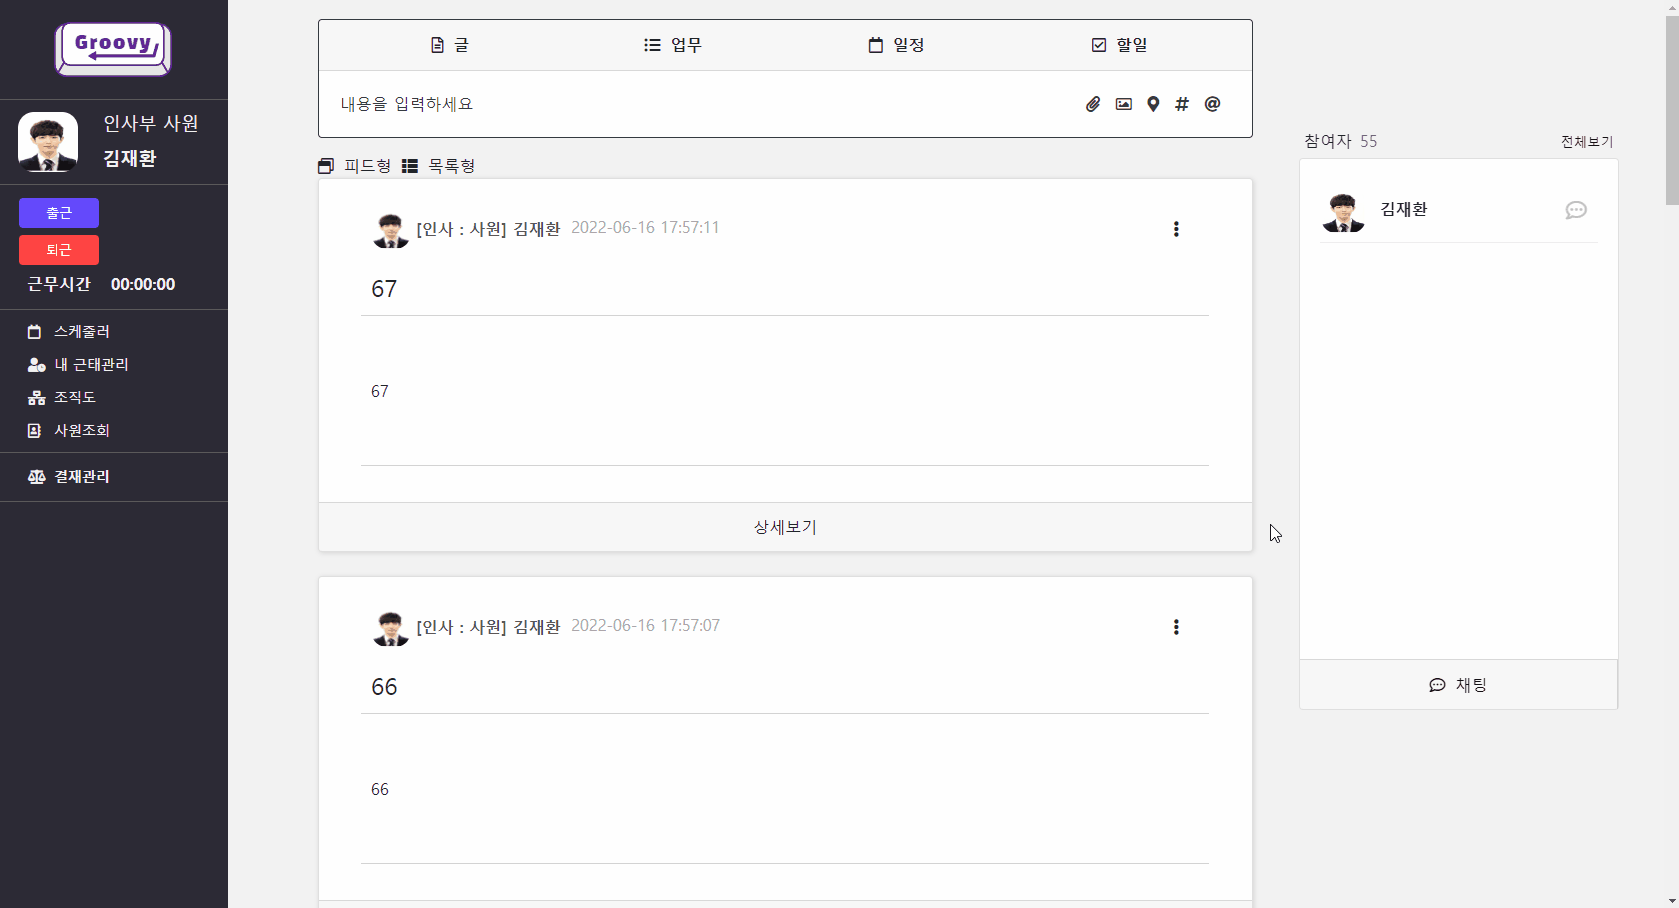 Groovy
인사부 사원
김재환
출근
퇴근
근무시간 00:00:00
스케줄러
내 근태관리
조직도
사원조회
결재관리
글 업무 일정 할일
내용을 입력하세요
피드형 목록형
[인사 : 사원] 김재환 2022-06-16 17:57:11
67
67
상세보기
[인사 : 사원] 김재환 2022-06-16 17:57:07
66
66
참여자 55 전체보기
김재환
채팅